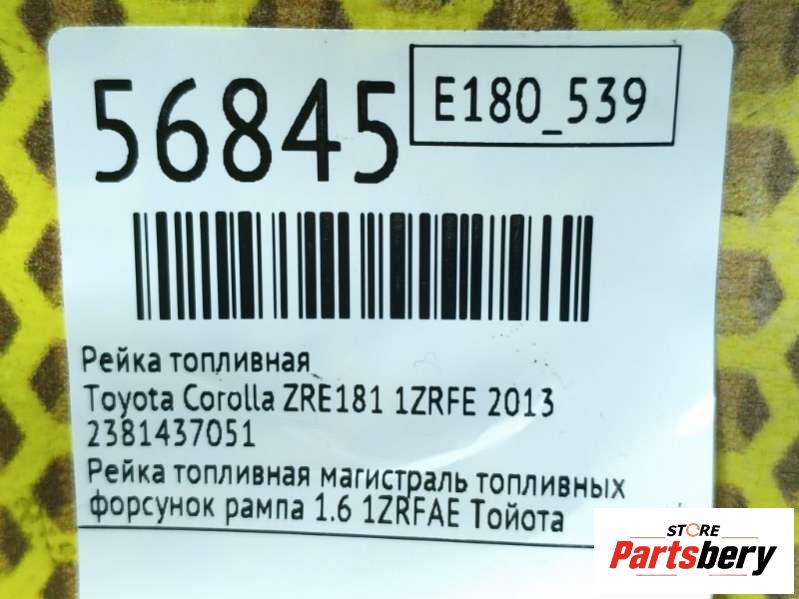 56845
E180_539
Рейка топливная
Toyota Corolla ZRE181 1ZRFE 2013
2381437051
Рейка топливная магистраль топливных
форсунок рампа 1.6 1ZRFAE Тойота
STORE
Partsbery